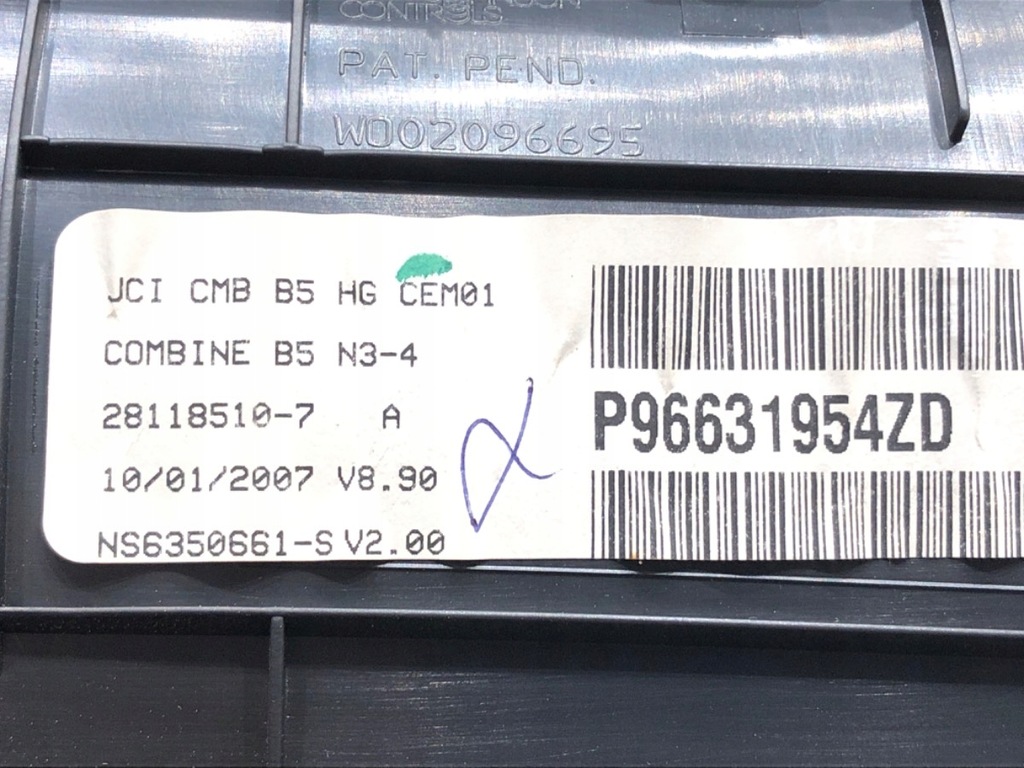 CONTROLS
PAT. PEND.
WO02096695
JCI CMB B5 HG CEM01
COMBINE B5 N3-4
28118510-7 A
10/01/2007 V8.90
NS6350661-S V2.00
P96631954ZD